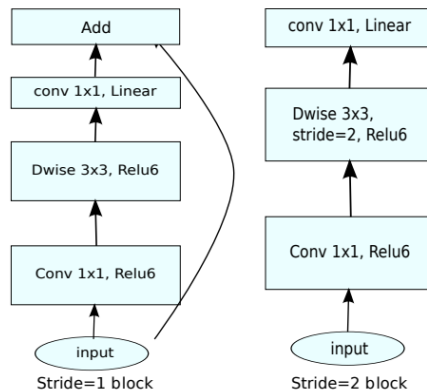 Add
conv 1x1, Linear
Dwise 3x3, Relu6
Conv 1x1, Relu6
input
Stride=1 block
conv 1x1, Linear
Dwise 3x3,
stride=2, Relu6
Conv 1x1, Relu6
input
Stride=2 block